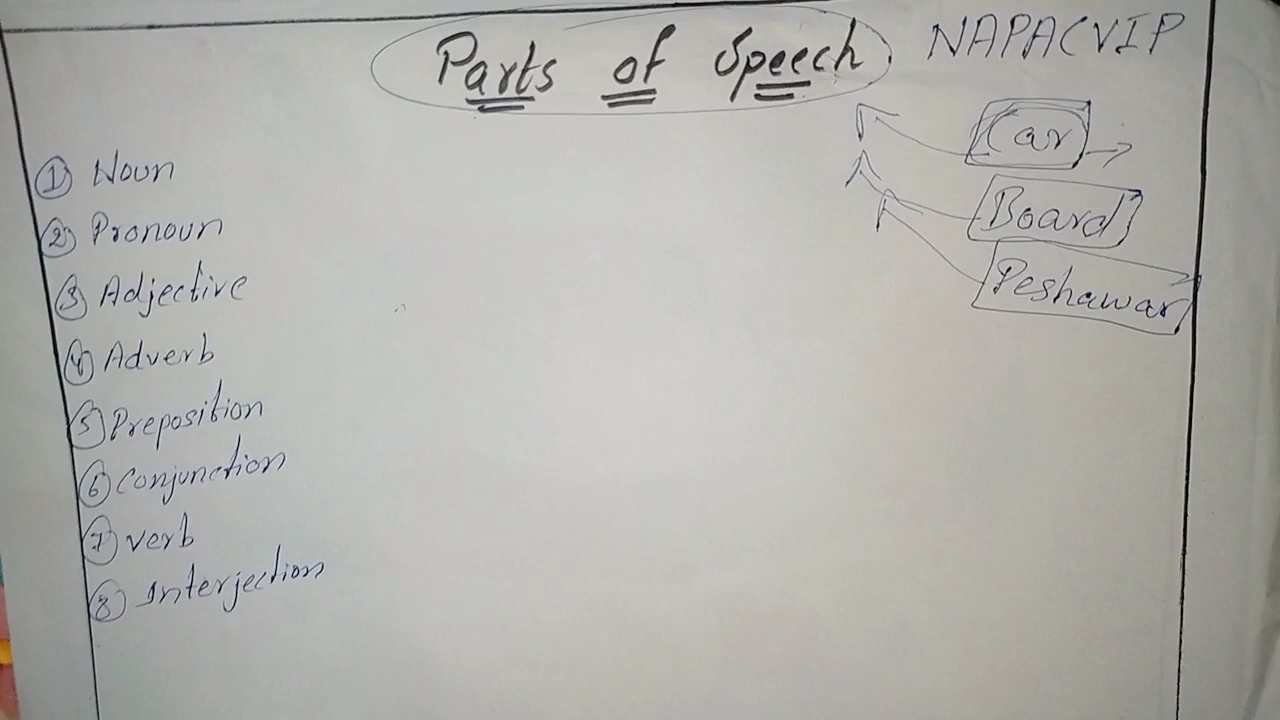 Parts of Speech NAPACVIP
Car
Board
Peshawar
1 Noun
2 Pronoun
3 Adjective
4 Adverb
5 Preposition
6 Conjunction
7 verb
8 Interjection